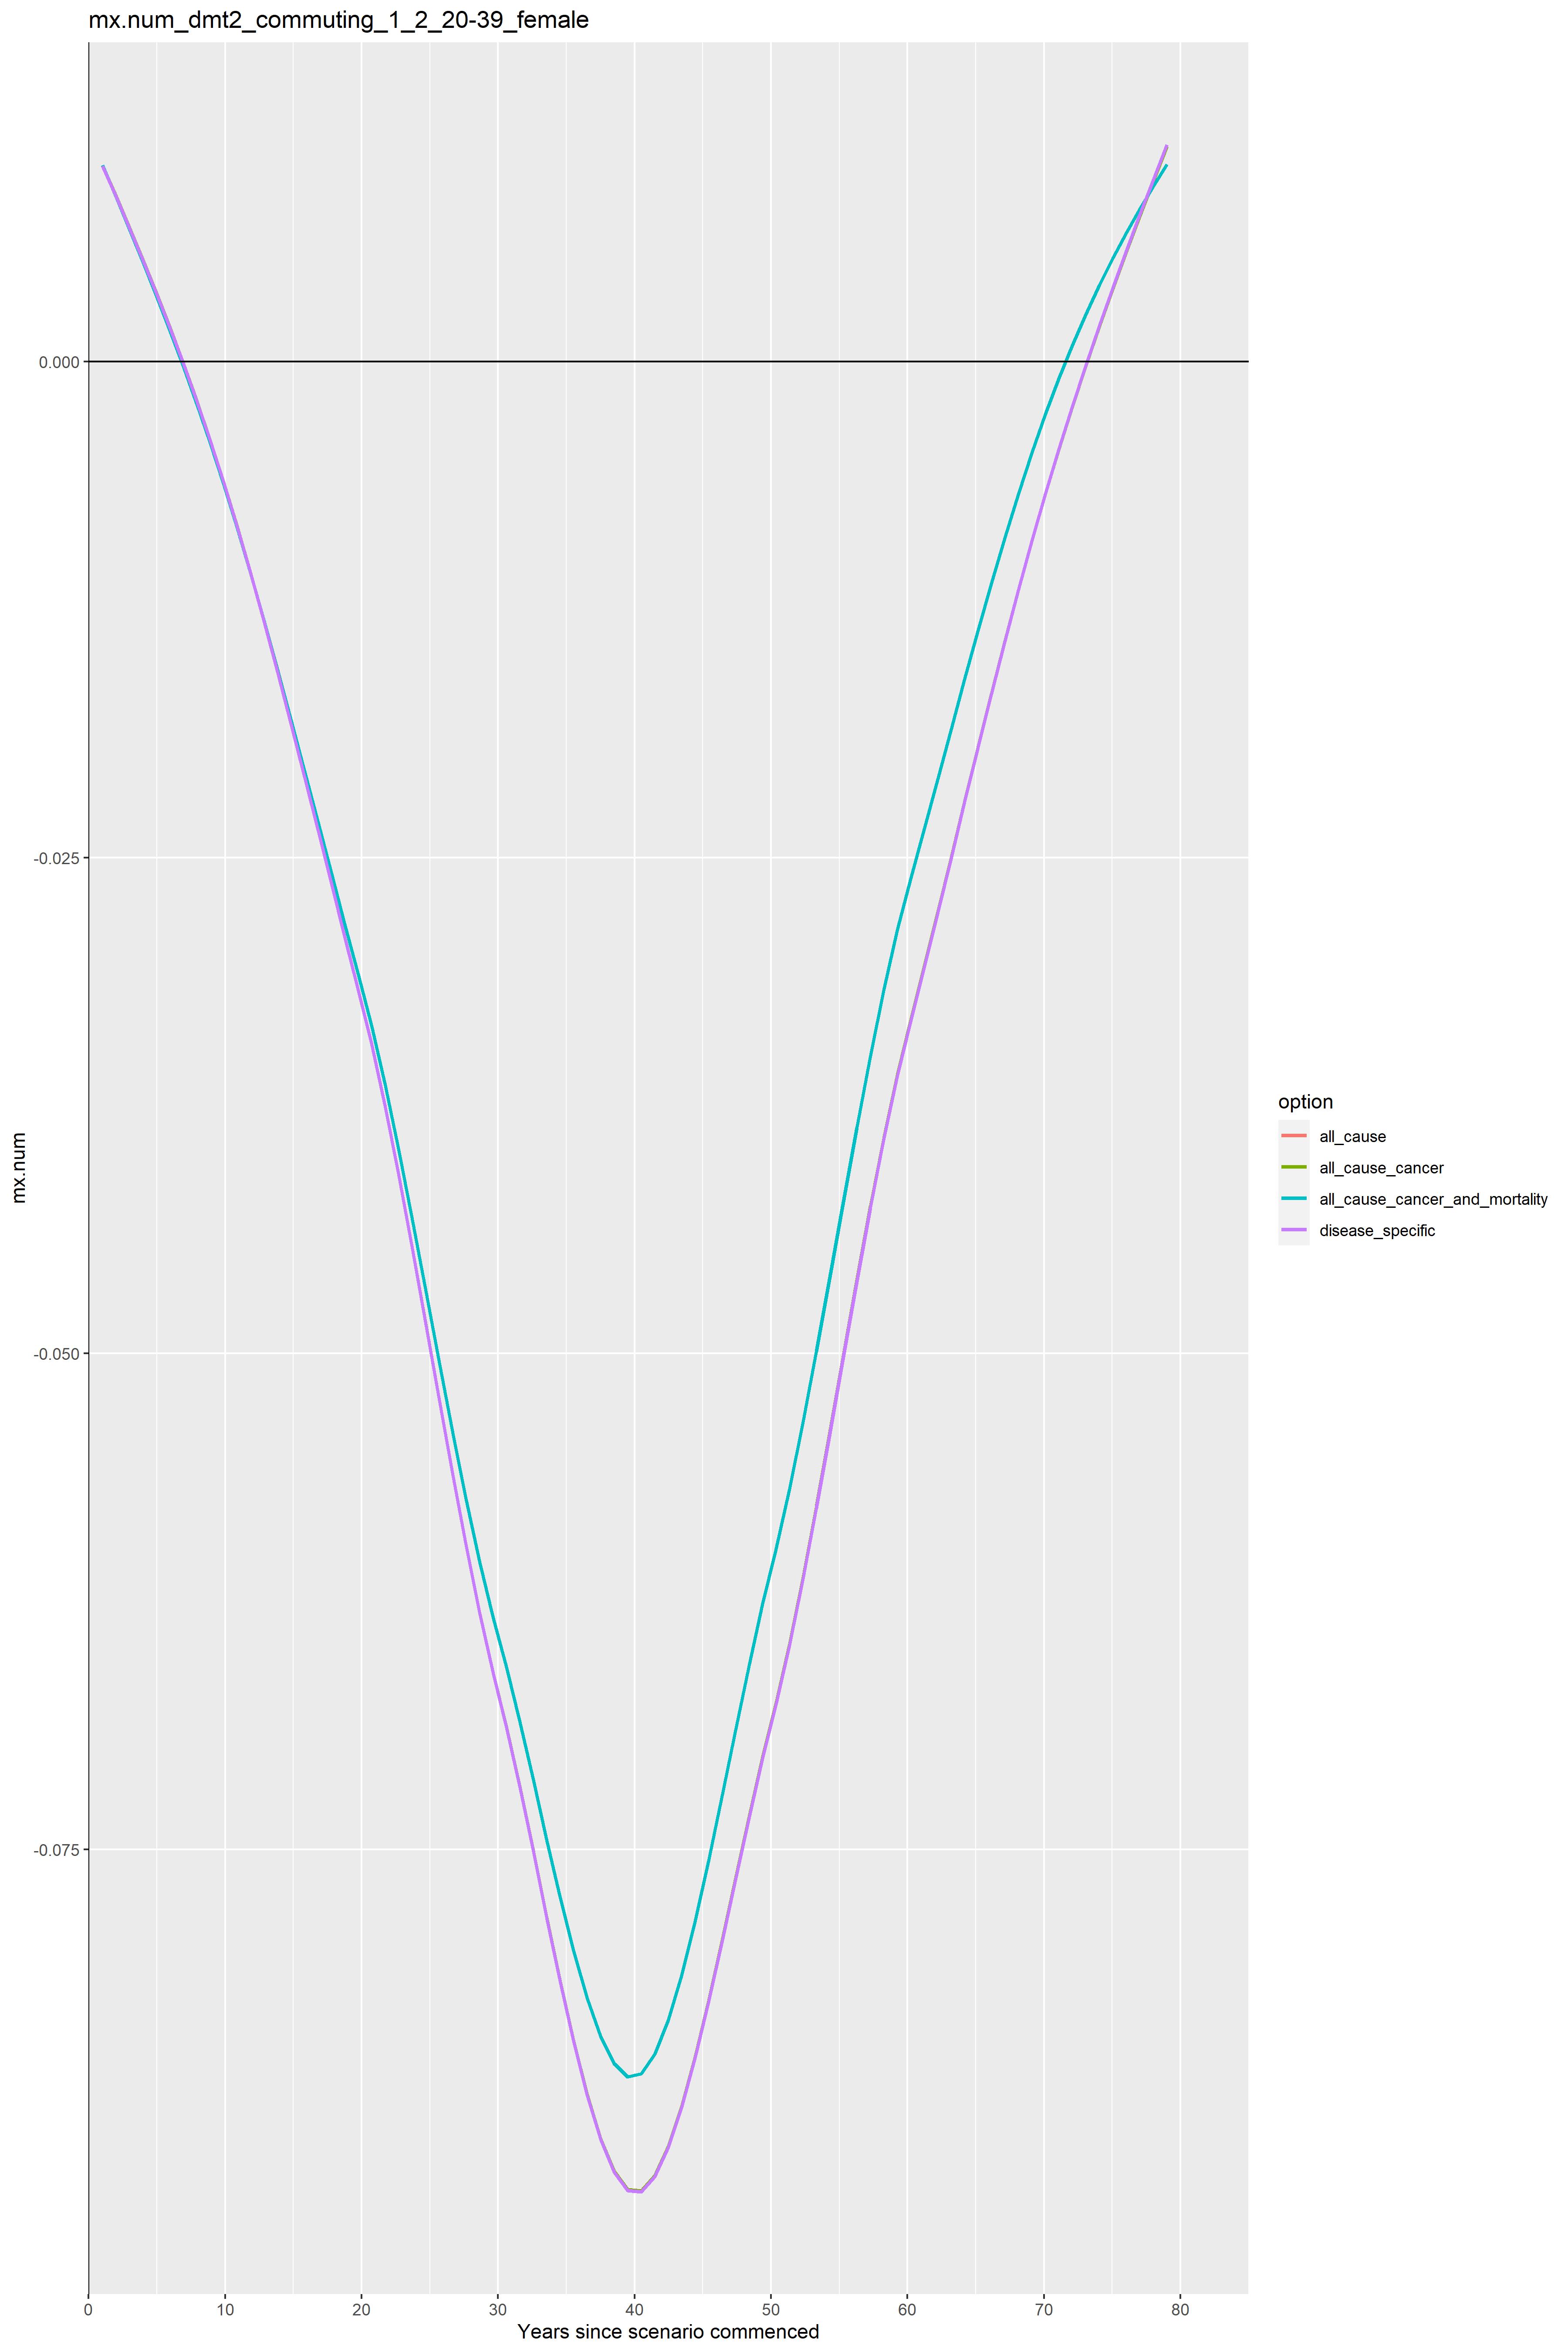 mx.num_dmt2_commuting_1_2_20-39_female
0.000
-0.025
-0.050
-0.075
mx.num
0 10 20 30 40 50 60 70 80
Years since scenario commenced
option
all_cause
all_cause_cancer
all_cause_cancer_and_mortality
disease_specific